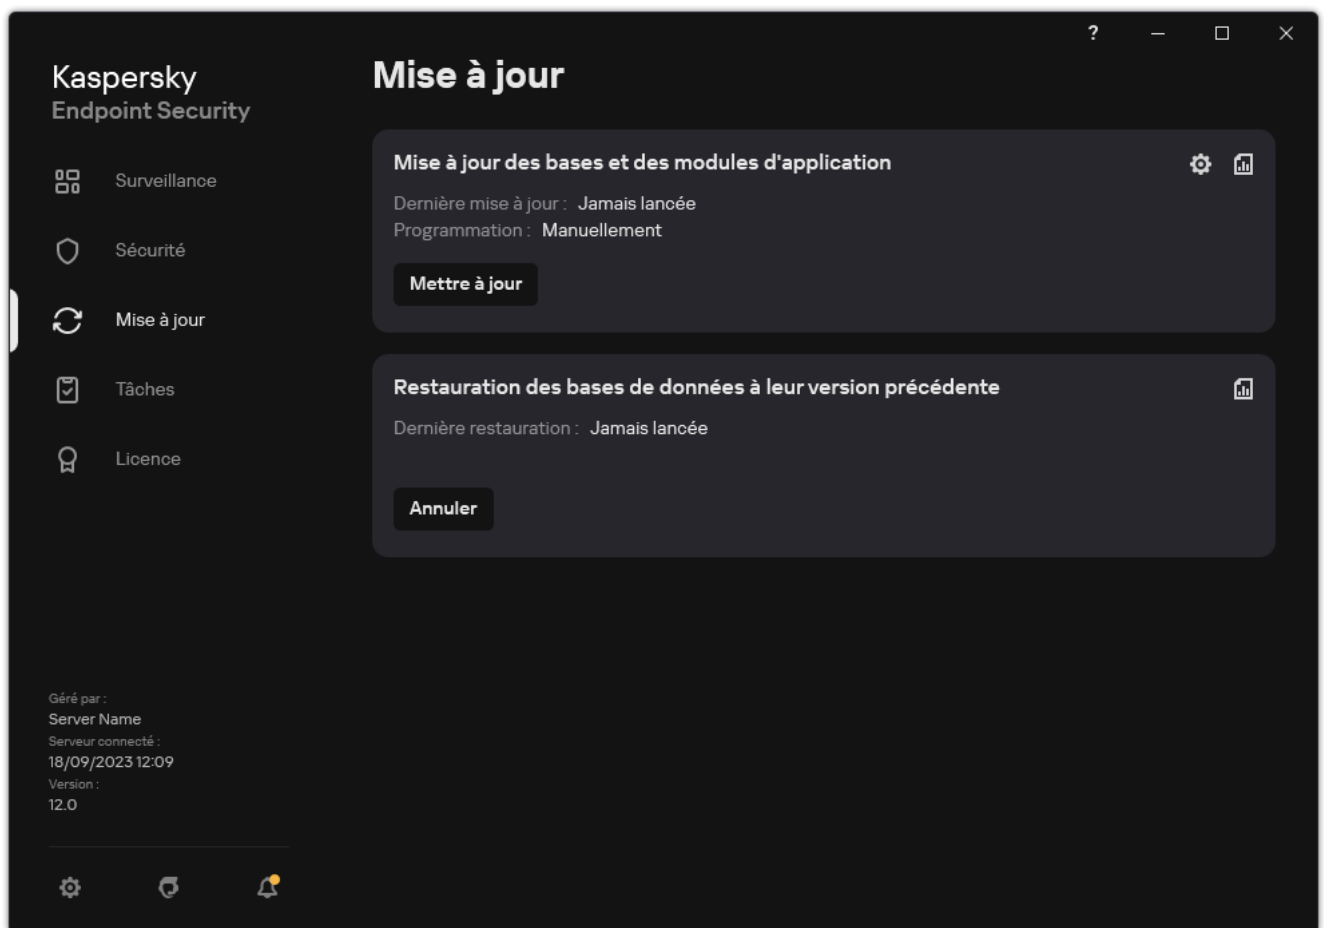 ?
Kaspersky
Endpoint Security
Surveillance
Sécurité
Mise à jour
Tâches
Licence
Géré par :
Server Name
Serveur connecté :
18/09/2023 12:09
Version :
12.0
Mise à jour
Mise à jour des bases et des modules d'application
Dernière mise à jour : Jamais lancée
Programmation : Manuellement
Mettre à jour
Restauration des bases de données à leur version précédente
Dernière restauration : Jamais lancée
Annuler